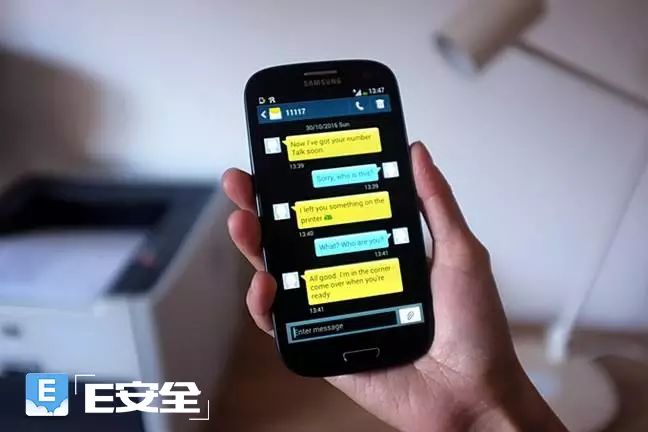 SAMSUNG
13:47
11117
30/10/2016 Sun
Now I've got your number
Talk soon.
13:39
Sorry, who is this?
13:39
I left you something on the
printer
13:40
What? Who are you?
13:41
All good. I'm in the corner
come over when you're
ready
13:41
Enter message
E
E安全